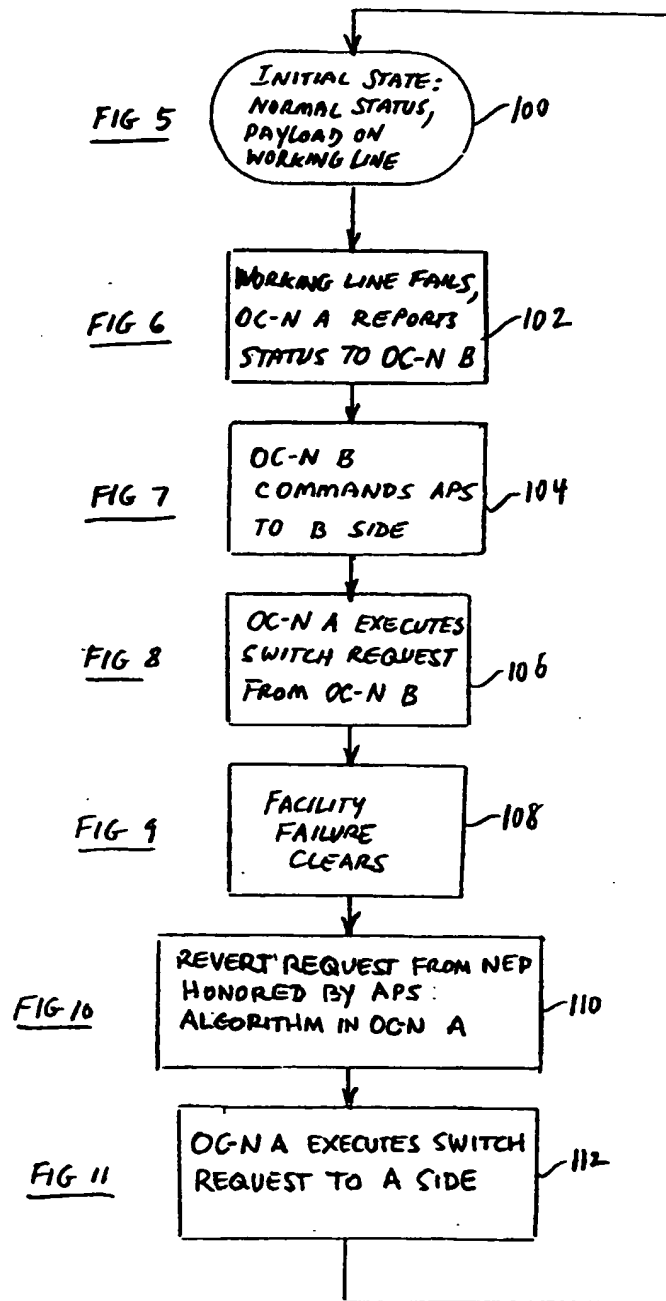 INITIAL STATE:
NORMAL STATUS,
PAYLOAD ON
WORKING LINE
100
FIG 5
WORKING LINE FAILS,
OC-N A REPORTS
STATUS TO OC-N B
102
FIG 6
OC-N B
COMMANDS APS
TO B SIDE
104
FIG 7
OC-N A EXECUTES
SWITCH REQUEST
FROM OC-N B
106
FIG 8
FACILITY
FAILURE
CLEARS
108
FIG 9
REVERT REQUEST FROM NEP
HONORED BY APS:
ALGORITHM IN OC-N A
110
FIG 10
OC-N A EXECUTES SWITCH
REQUEST TO A SIDE
112
FIG 11